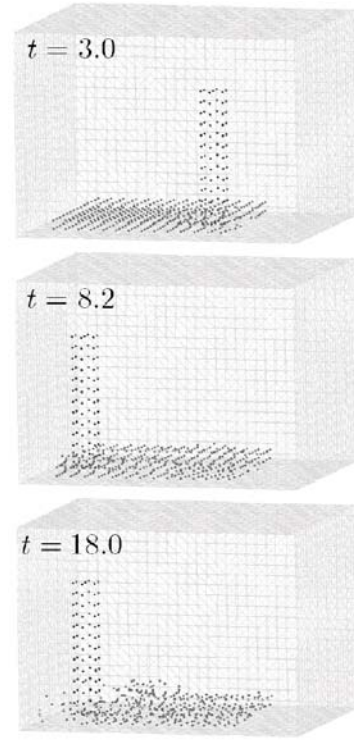 t = 3.0
t = 8.2
t = 18.0